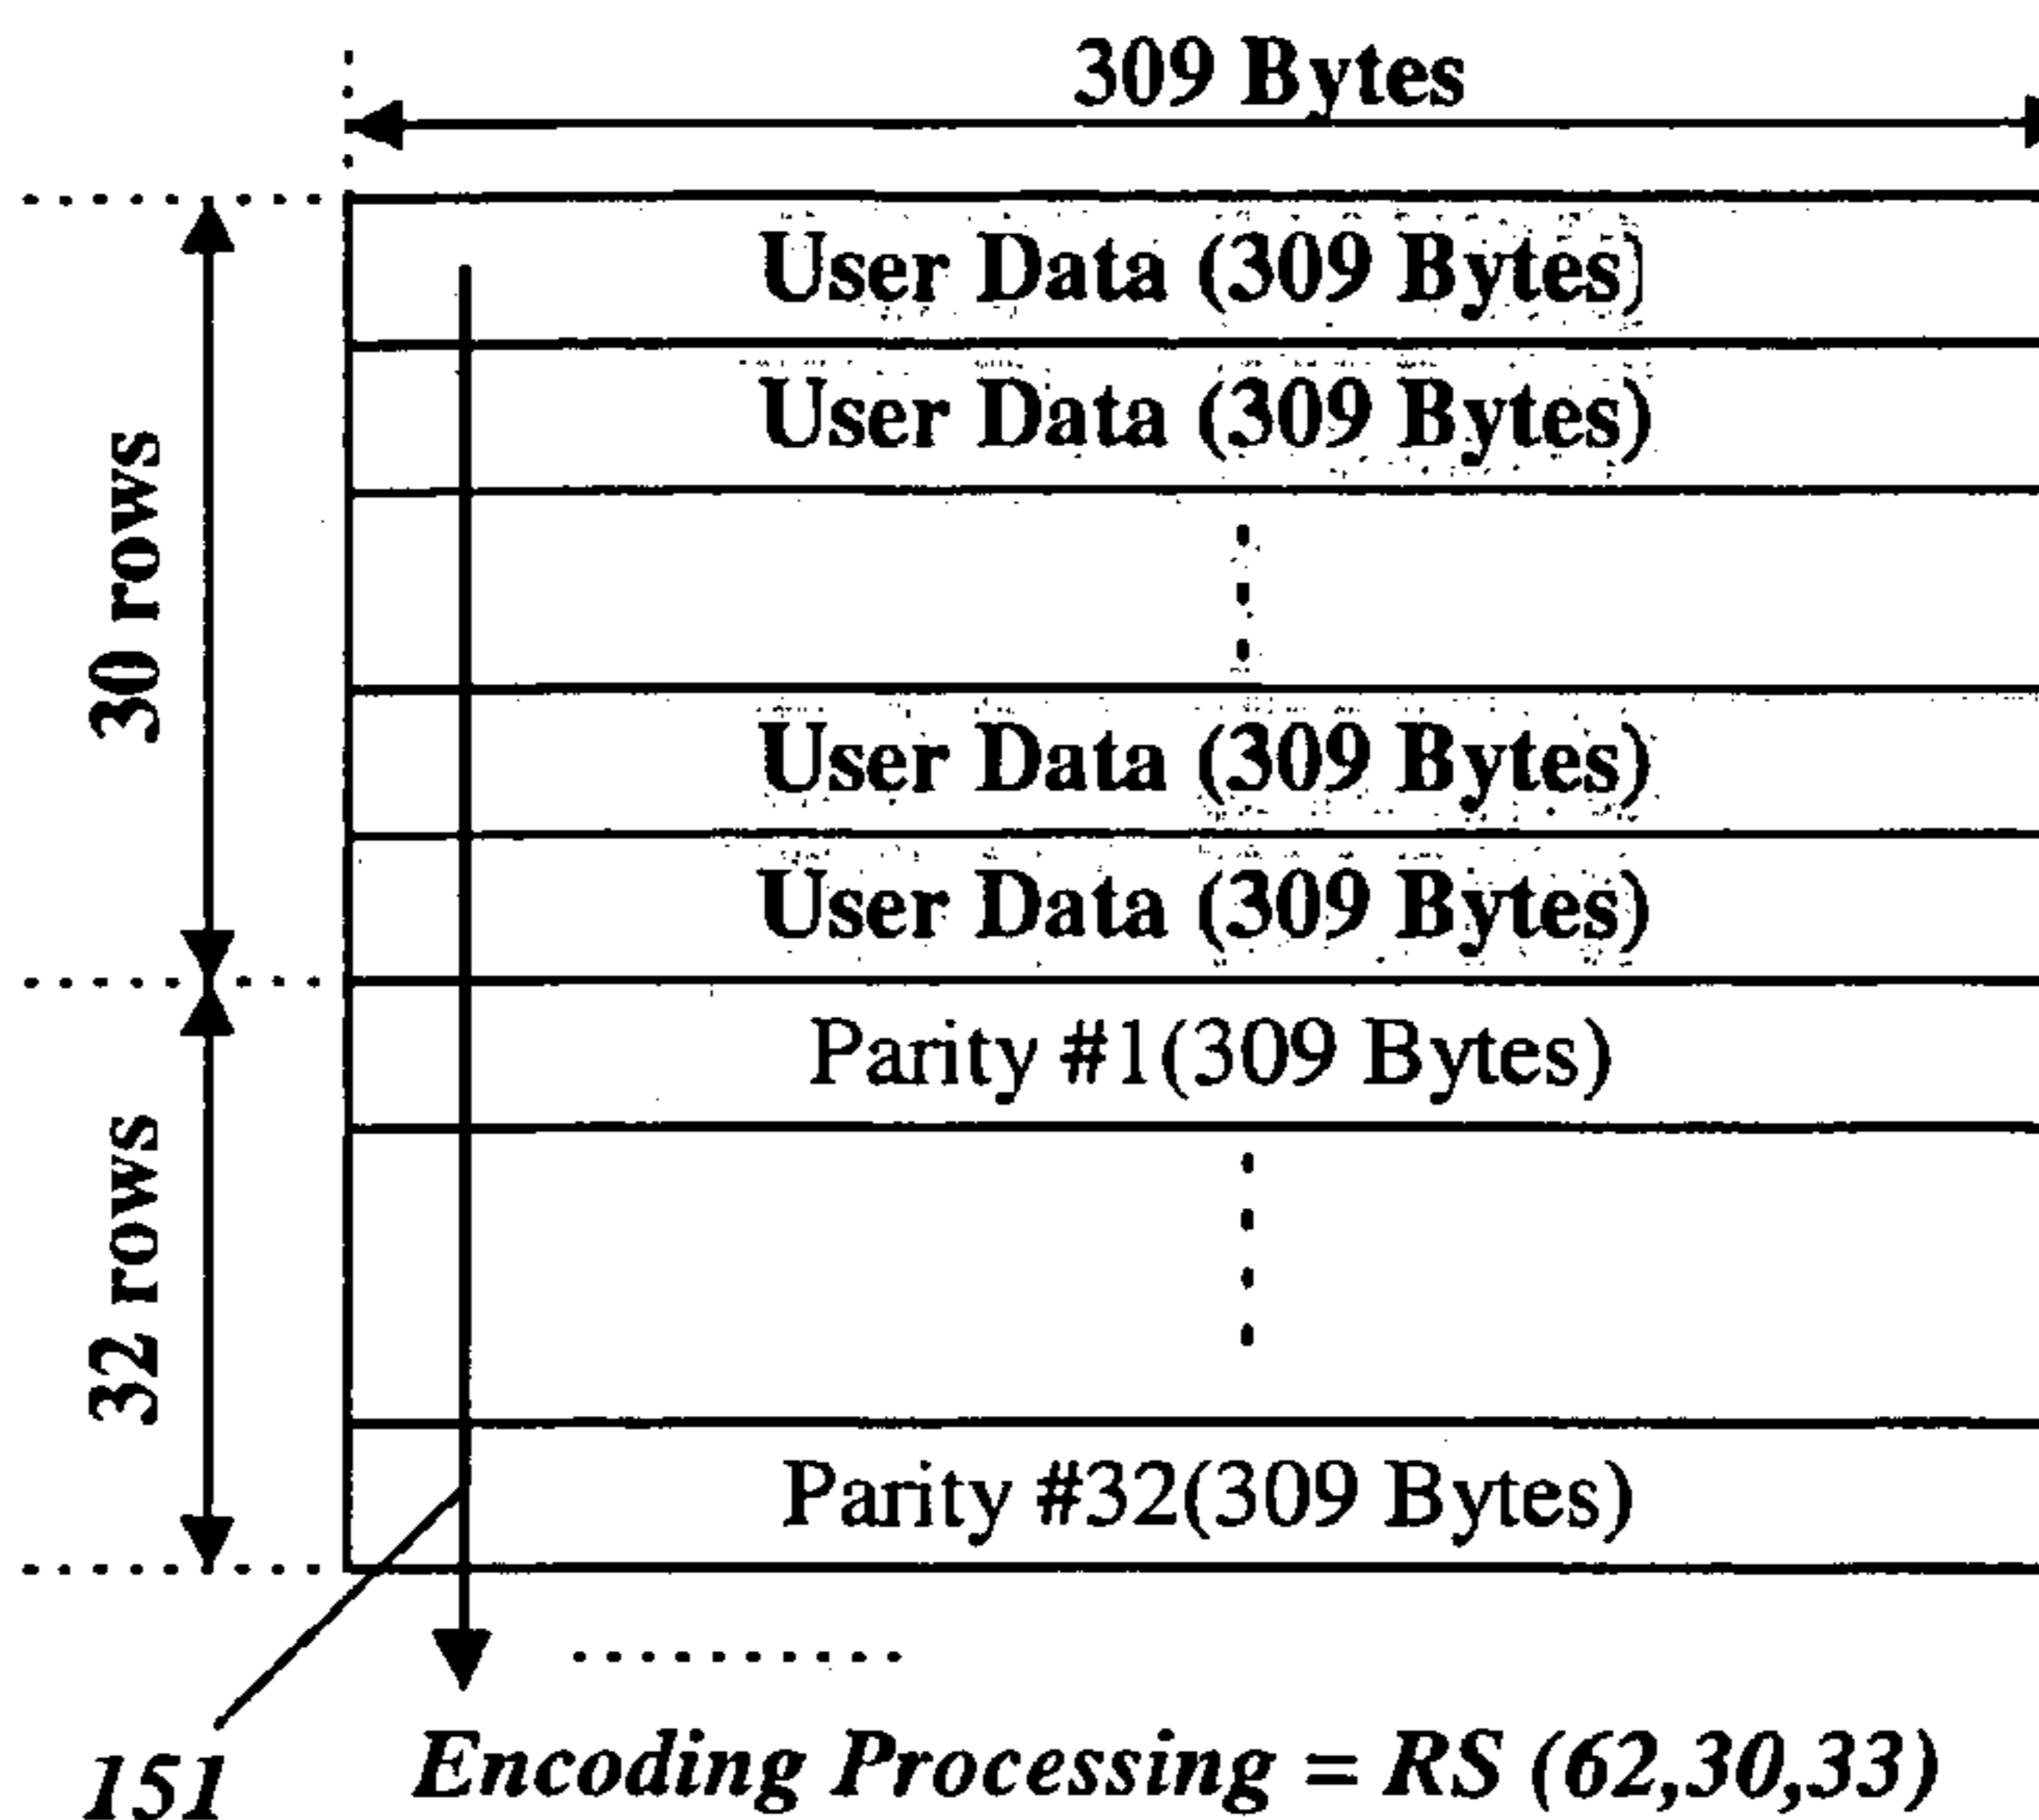 309 Bytes
User Data (309 Bytes)
User Data (309 Bytes)
30 rows
User Data (309 Bytes)
User Data (309 Bytes)
Parity #1(309 Bytes)
32 rows
Parity #32(309 Bytes)
151
Encoding Processing = RS (62,30,33)